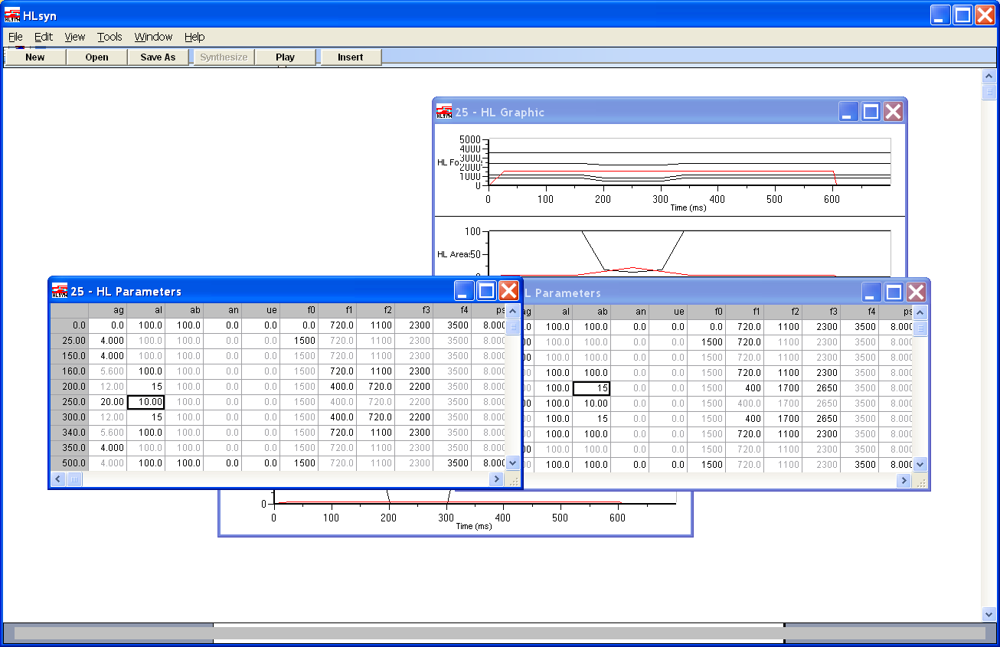 HLsyn
File Edit View Tools Window Help
New Open Save As Synthesize Play Insert
25 - HL Graphic
5000
4000
3000
2000
1000
0
HL Fo
0 100 200 300 400 500 600
Time (ms)
100
50
HL Areas
25 - HL Parameters
ag al ab an ue f0 f1 f2 f3 f4 ps
0.0 0.0 100.0 100.0 0.0 0.0 0.0 720.0 1100 2300 3500 8.000
25.00 4.000 100.0 100.0 0.0 0.0 1500 720.0 1100 2300 3500 8.000
150.0 4.000 100.0 100.0 0.0 0.0 1500 720.0 1100 2300 3500 8.000
160.0 5.600 100.0 100.0 0.0 0.0 1500 720.0 1100 2300 3500 8.000
200.0 12.00 15 100.0 0.0 0.0 1500 400.0 720.0 2200 3500 8.000
250.0 20.00 10.00 100.0 0.0 0.0 1500 400.0 720.0 2200 3500 8.000
300.0 12.00 15 100.0 0.0 0.0 1500 400.0 720.0 2200 3500 8.000
340.0 5.600 100.0 100.0 0.0 0.0 1500 720.0 1100 2300 3500 8.000
350.0 4.000 100.0 100.0 0.0 0.0 1500 720.0 1100 2300 3500 8.000
500.0 4.000 100.0 100.0 0.0 0.0 1500 720.0 1100 2300 3500 8.000
L Parameters
ag al ab an ue f0 f1 f2 f3 f4 ps
.0 100.0 100.0 0.0 0.0 0.0 720.0 1100 2300 3500 8.000
00 100.0 100.0 0.0 0.0 1500 720.0 1100 2300 3500 8.000
00 100.0 100.0 0.0 0.0 1500 720.0 1100 2300 3500 8.000
00 100.0 100.0 0.0 0.0 1500 720.0 1100 2300 3500 8.000
00 100.0 15 0.0 0.0 1500 400 1700 2650 3500 8.000
00 100.0 10.00 0.0 0.0 1500 400.0 1700 2650 3500 8.000
00 100.0 15 0.0 0.0 1500 400 1700 2650 3500 8.000
00 100.0 100.0 0.0 0.0 1500 720.0 1100 2300 3500 8.000
00 100.0 100.0 0.0 0.0 1500 720.0 1100 2300 3500 8.000
00 100.0 100.0 0.0 0.0 1500 720.0 1100 2300 3500 8.000
0
0 100 200 300 400 500 600
Time (ms)